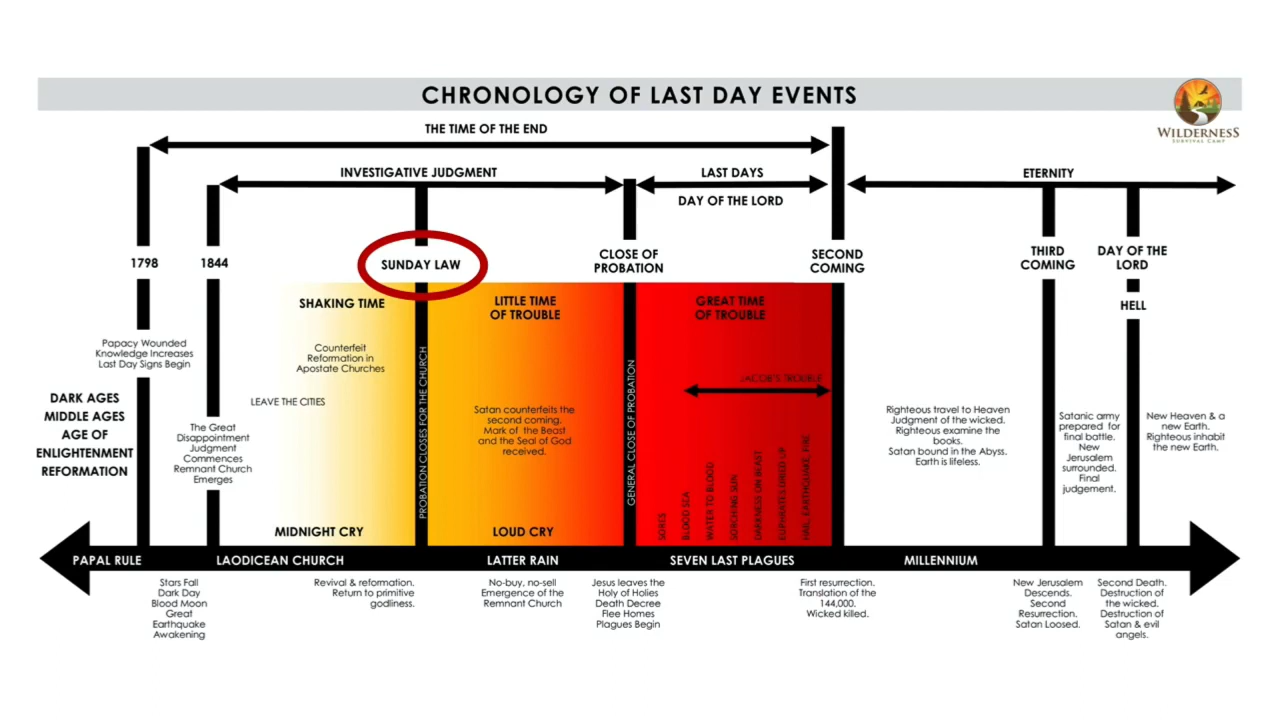 CHRONOLOGY OF LAST DAY EVENTS
WILDERNESS
SURVIVAL CAMP
THE TIME OF THE END
INVESTIGATIVE JUDGMENT
LAST DAYS
DAY OF THE LORD
ETERNITY
1798
1844
SUNDAY LAW
CLOSE OF
PROBATION
SECOND
COMING
THIRD
COMING
DAY OF THE
LORD
HELL
SHAKING TIME
LITTLE TIME
OF TROUBLE
GREAT TIME
OF TROUBLE
Papacy Wounded
Knowledge Increases
Last Day Signs Begin
Counterfeit
Reformation in
Apostate Churches
LEAVE THE CITIES
DARK AGES
MIDDLE AGES
AGE OF
ENLIGHTENMENT
REFORMATION
The Great
Disappointment
Judgment
Commences
Remnant Church
Emerges
PROBATION CLOSES FOR THE CHURCH
Satan counterfeits the
second coming.
Mark of the Beast
and the Seal of God
received.
GENERAL CLOSE OF PROBATION
JACOB'S TROUBLE
SORES
BLOOD SEA
WATER TO BLOOD
SORCHING SUN
DARKNESS ON BEAST
EUPHRATES DRIED UP
HAIL, EARTHQUAKE, FIRE
Righteous travel to Heaven
Judgment of the wicked.
Righteous examine the
books.
Satan bound in the Abyss.
Earth is lifeless.
Satanic army
prepared for
final battle.
New
Jerusalem
surrounded.
Final
judgement.
New Heaven & a
new Earth.
Righteous inhabit
the new Earth.
MIDNIGHT CRY
LOUD CRY
PAPAL RULE
LAODICEAN CHURCH
LATTER RAIN
SEVEN LAST PLAGUES
MILLENNIUM
Stars Fall
Dark Day
Blood Moon
Great
Earthquake
Awakening
Revival & reformation.
Return to primitive
godliness.
No-buy, no-sell
Emergence of the
Remnant Church
Jesus leaves the
Holy of Holies
Death Decree
Flee Homes
Plagues Begin
First resurrection.
Translation of the
144,000.
Wicked killed.
New Jerusalem
Descends.
Second
Resurrection.
Satan Loosed.
Second Death.
Destruction of
the wicked.
Destruction of
Satan & evil
angels.